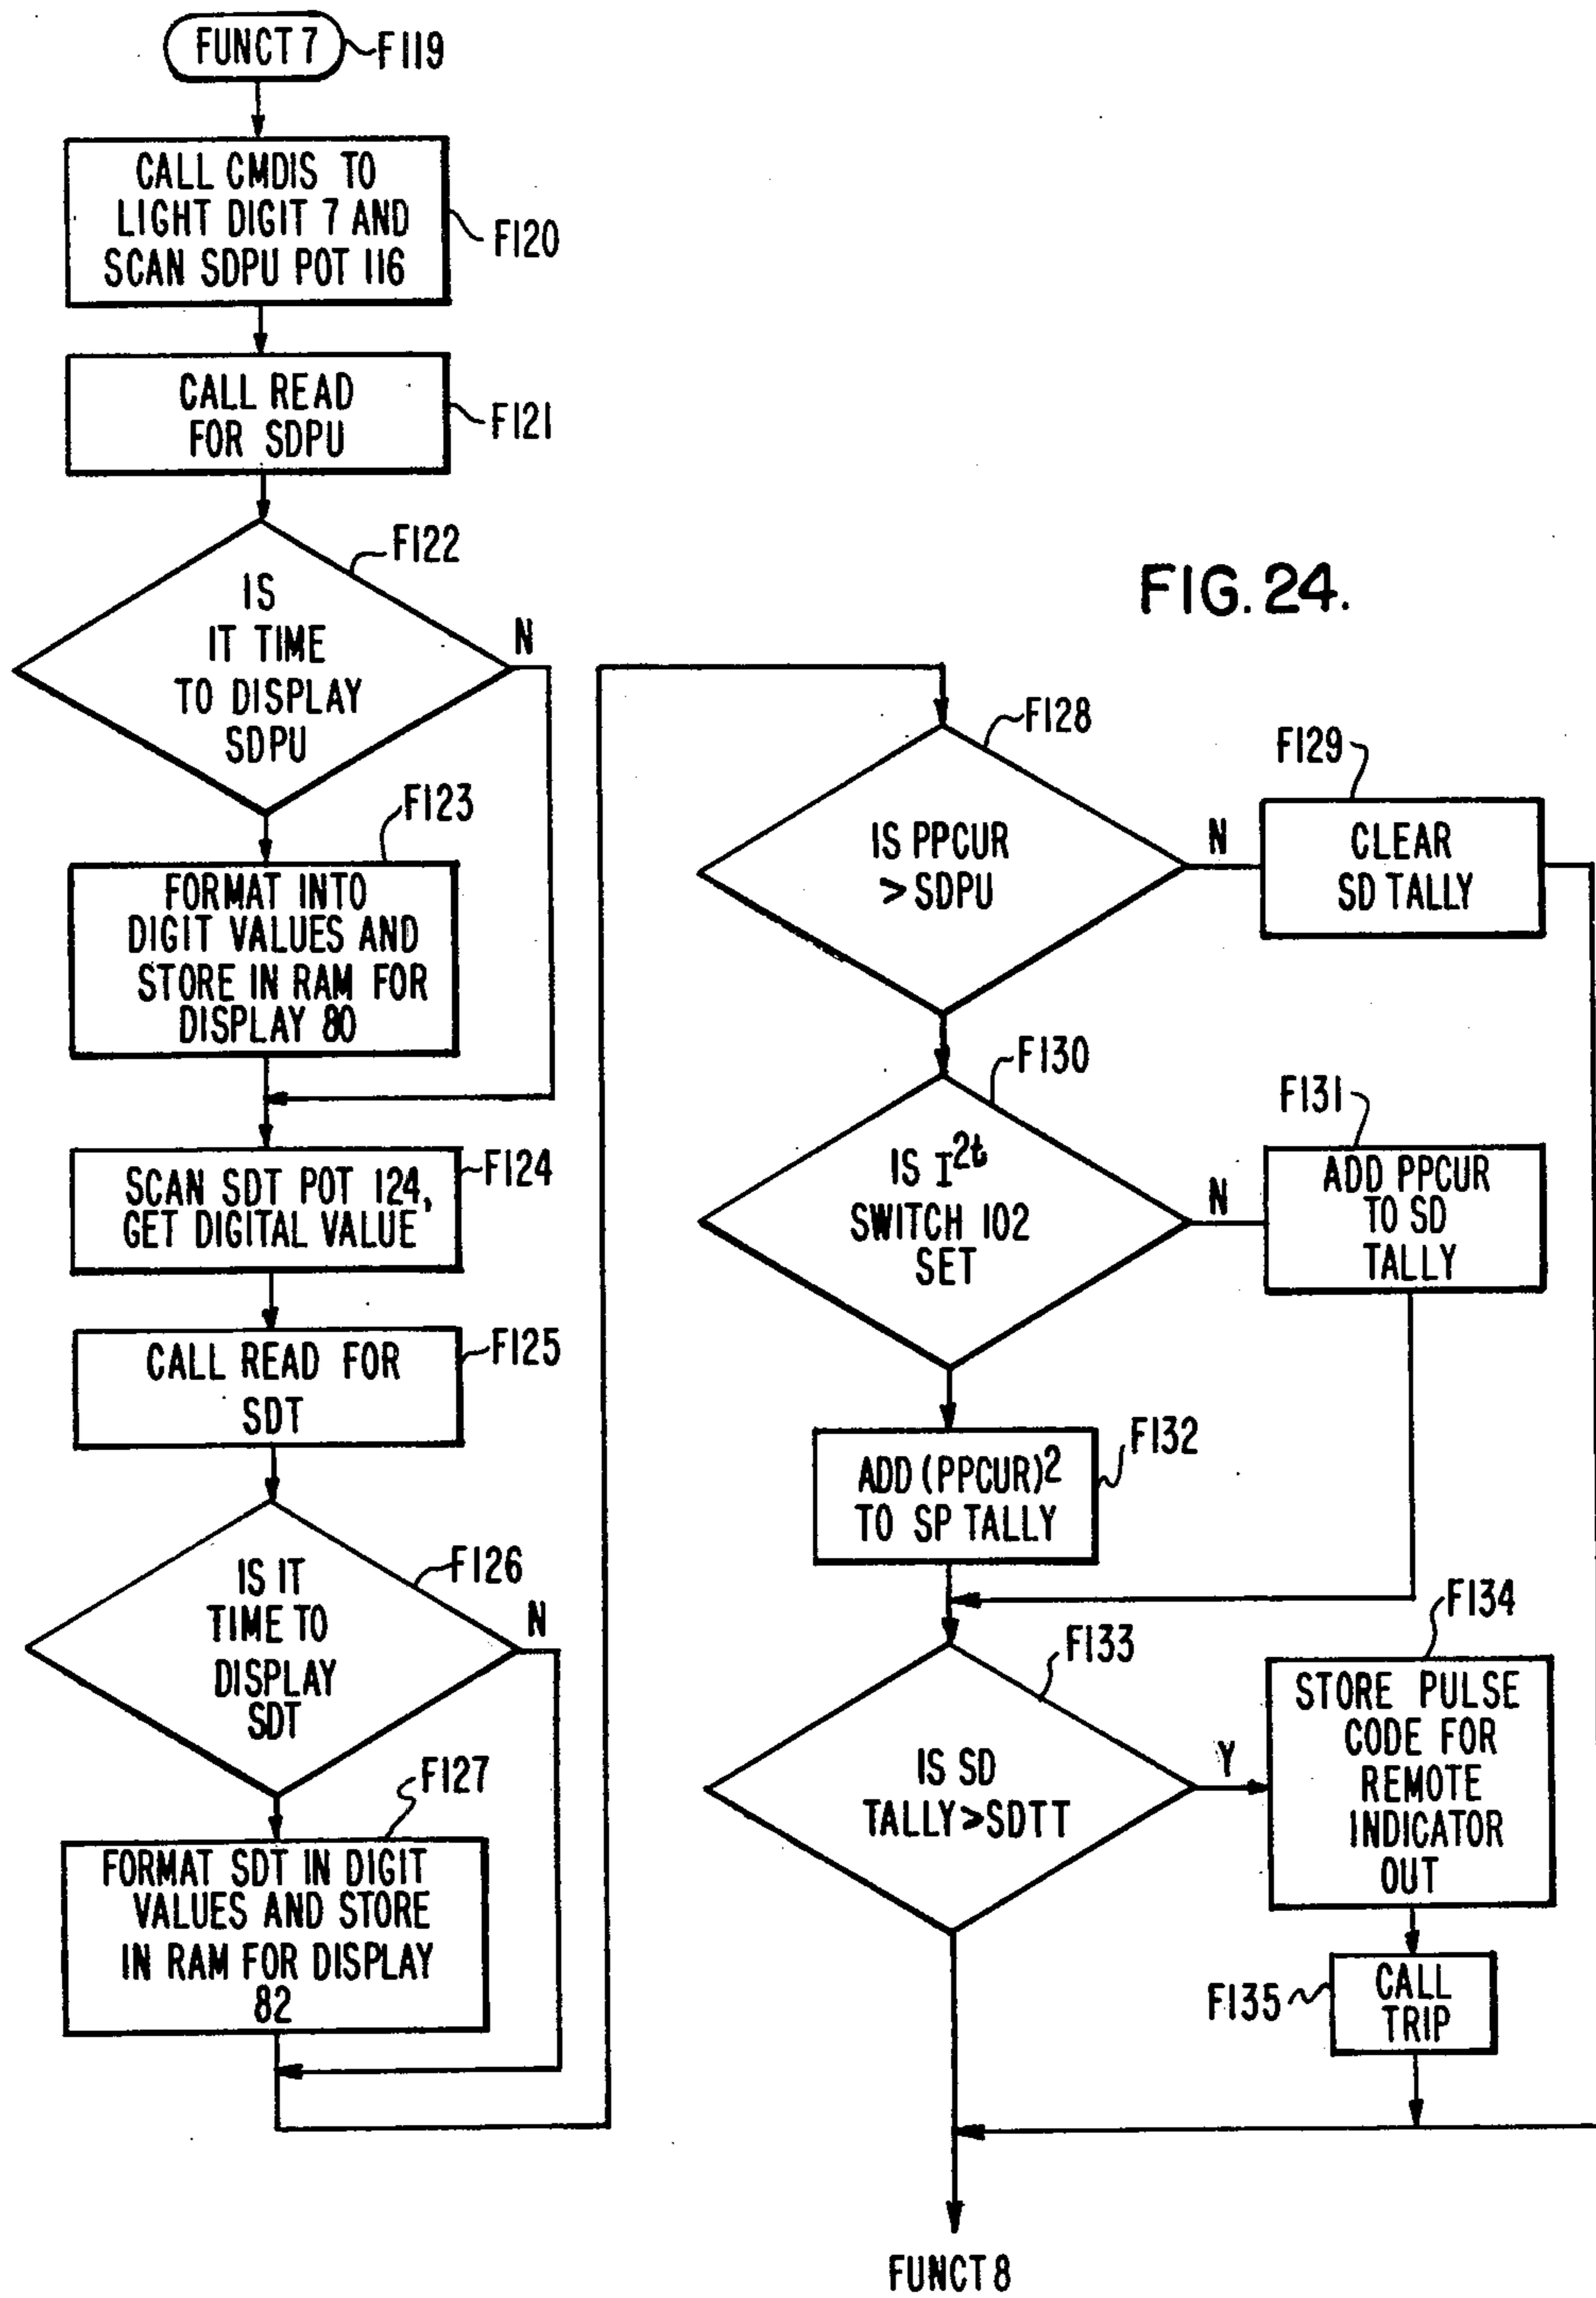 FUNCT 7
F119
CALL CMDIS TO
LIGHT DIGIT 7 AND
SCAN SDPU POT 116
F120
CALL READ
FOR SDPU
F121
F122
IS
IT TIME
TO DISPLAY
SDPU
N
F123
FORMAT INTO
DIGIT VALUES AND
STORE IN RAM FOR
DISPLAY 80
SCAN SDT POT 124,
GET DIGITAL VALUE
F124
CALL READ FOR
SDT
F125
F126
IS IT
TIME TO
DISPLAY
SDT
N
F127
FORMAT SDT IN DIGIT
VALUES AND STORE
IN RAM FOR DISPLAY
82
FIG. 24.
F128
IS PPCUR
> SDPU
N
F129
CLEAR
SD TALLY
F130
IS I²ᵗ
SWITCH 102
SET
N
F131
ADD PPCUR
TO SD
TALLY
F132
ADD (PPCUR)²
TO SP TALLY
F133
IS SD
TALLY>SDTT
Y
F134
STORE PULSE
CODE FOR
REMOTE
INDICATOR
OUT
F135
CALL
TRIP
FUNCT 8